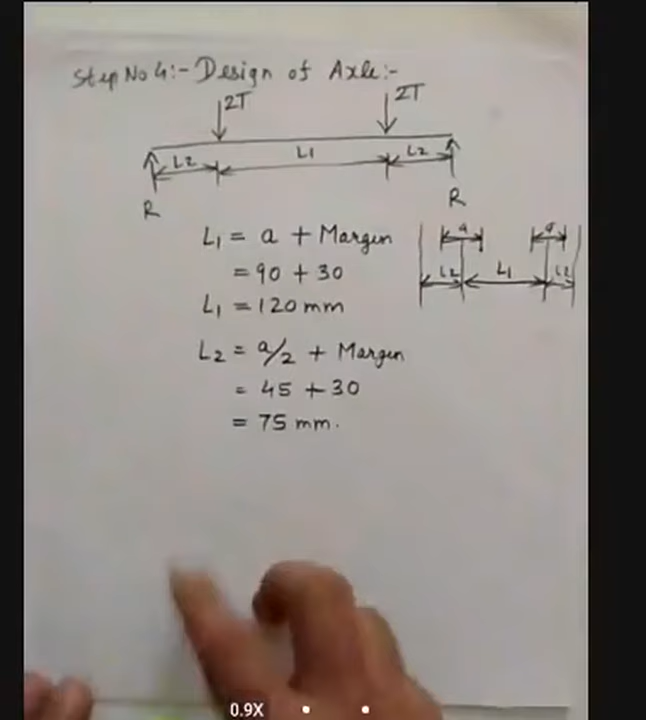 Step No 4:- Design of Axle:-
2T 2T
L2 L1 L2
R R
L1 = a + Margin
= 90 + 30
L1 = 120 mm
a a
L2 L1 L2
L2 = a/2 + Margin
= 45 + 30
= 75 mm.
0.9X